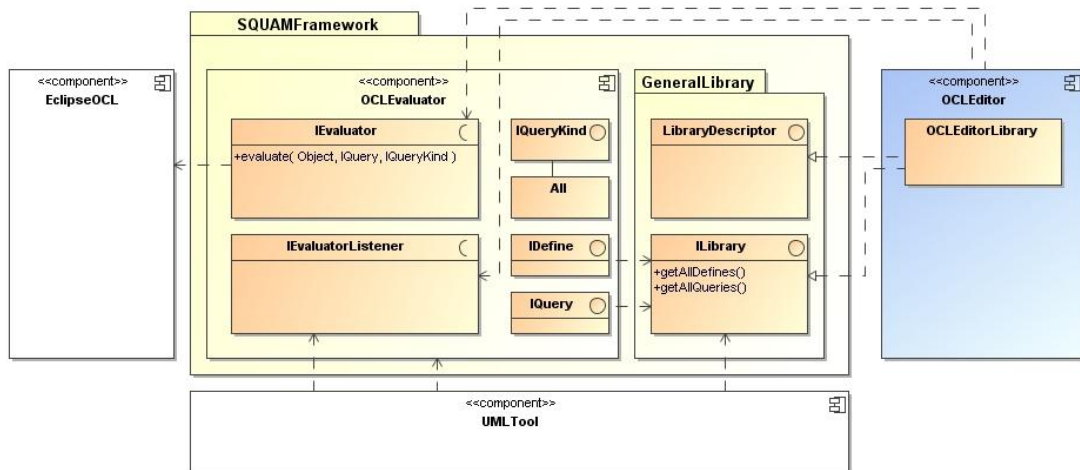 SQUAMFramework
<<component>>
EclipseOCL
<<component>>
OCLEvaluator
IEvaluator
+evaluate( Object, IQuery, IQueryKind )
IQueryKind
All
IEvaluatorListener
IDefine
IQuery
GeneralLibrary
LibraryDescriptor
ILibrary
+getAllDefines()
+getAllQueries()
<<component>>
OCLEditor
OCLEditorLibrary
<<component>>
UMLTool